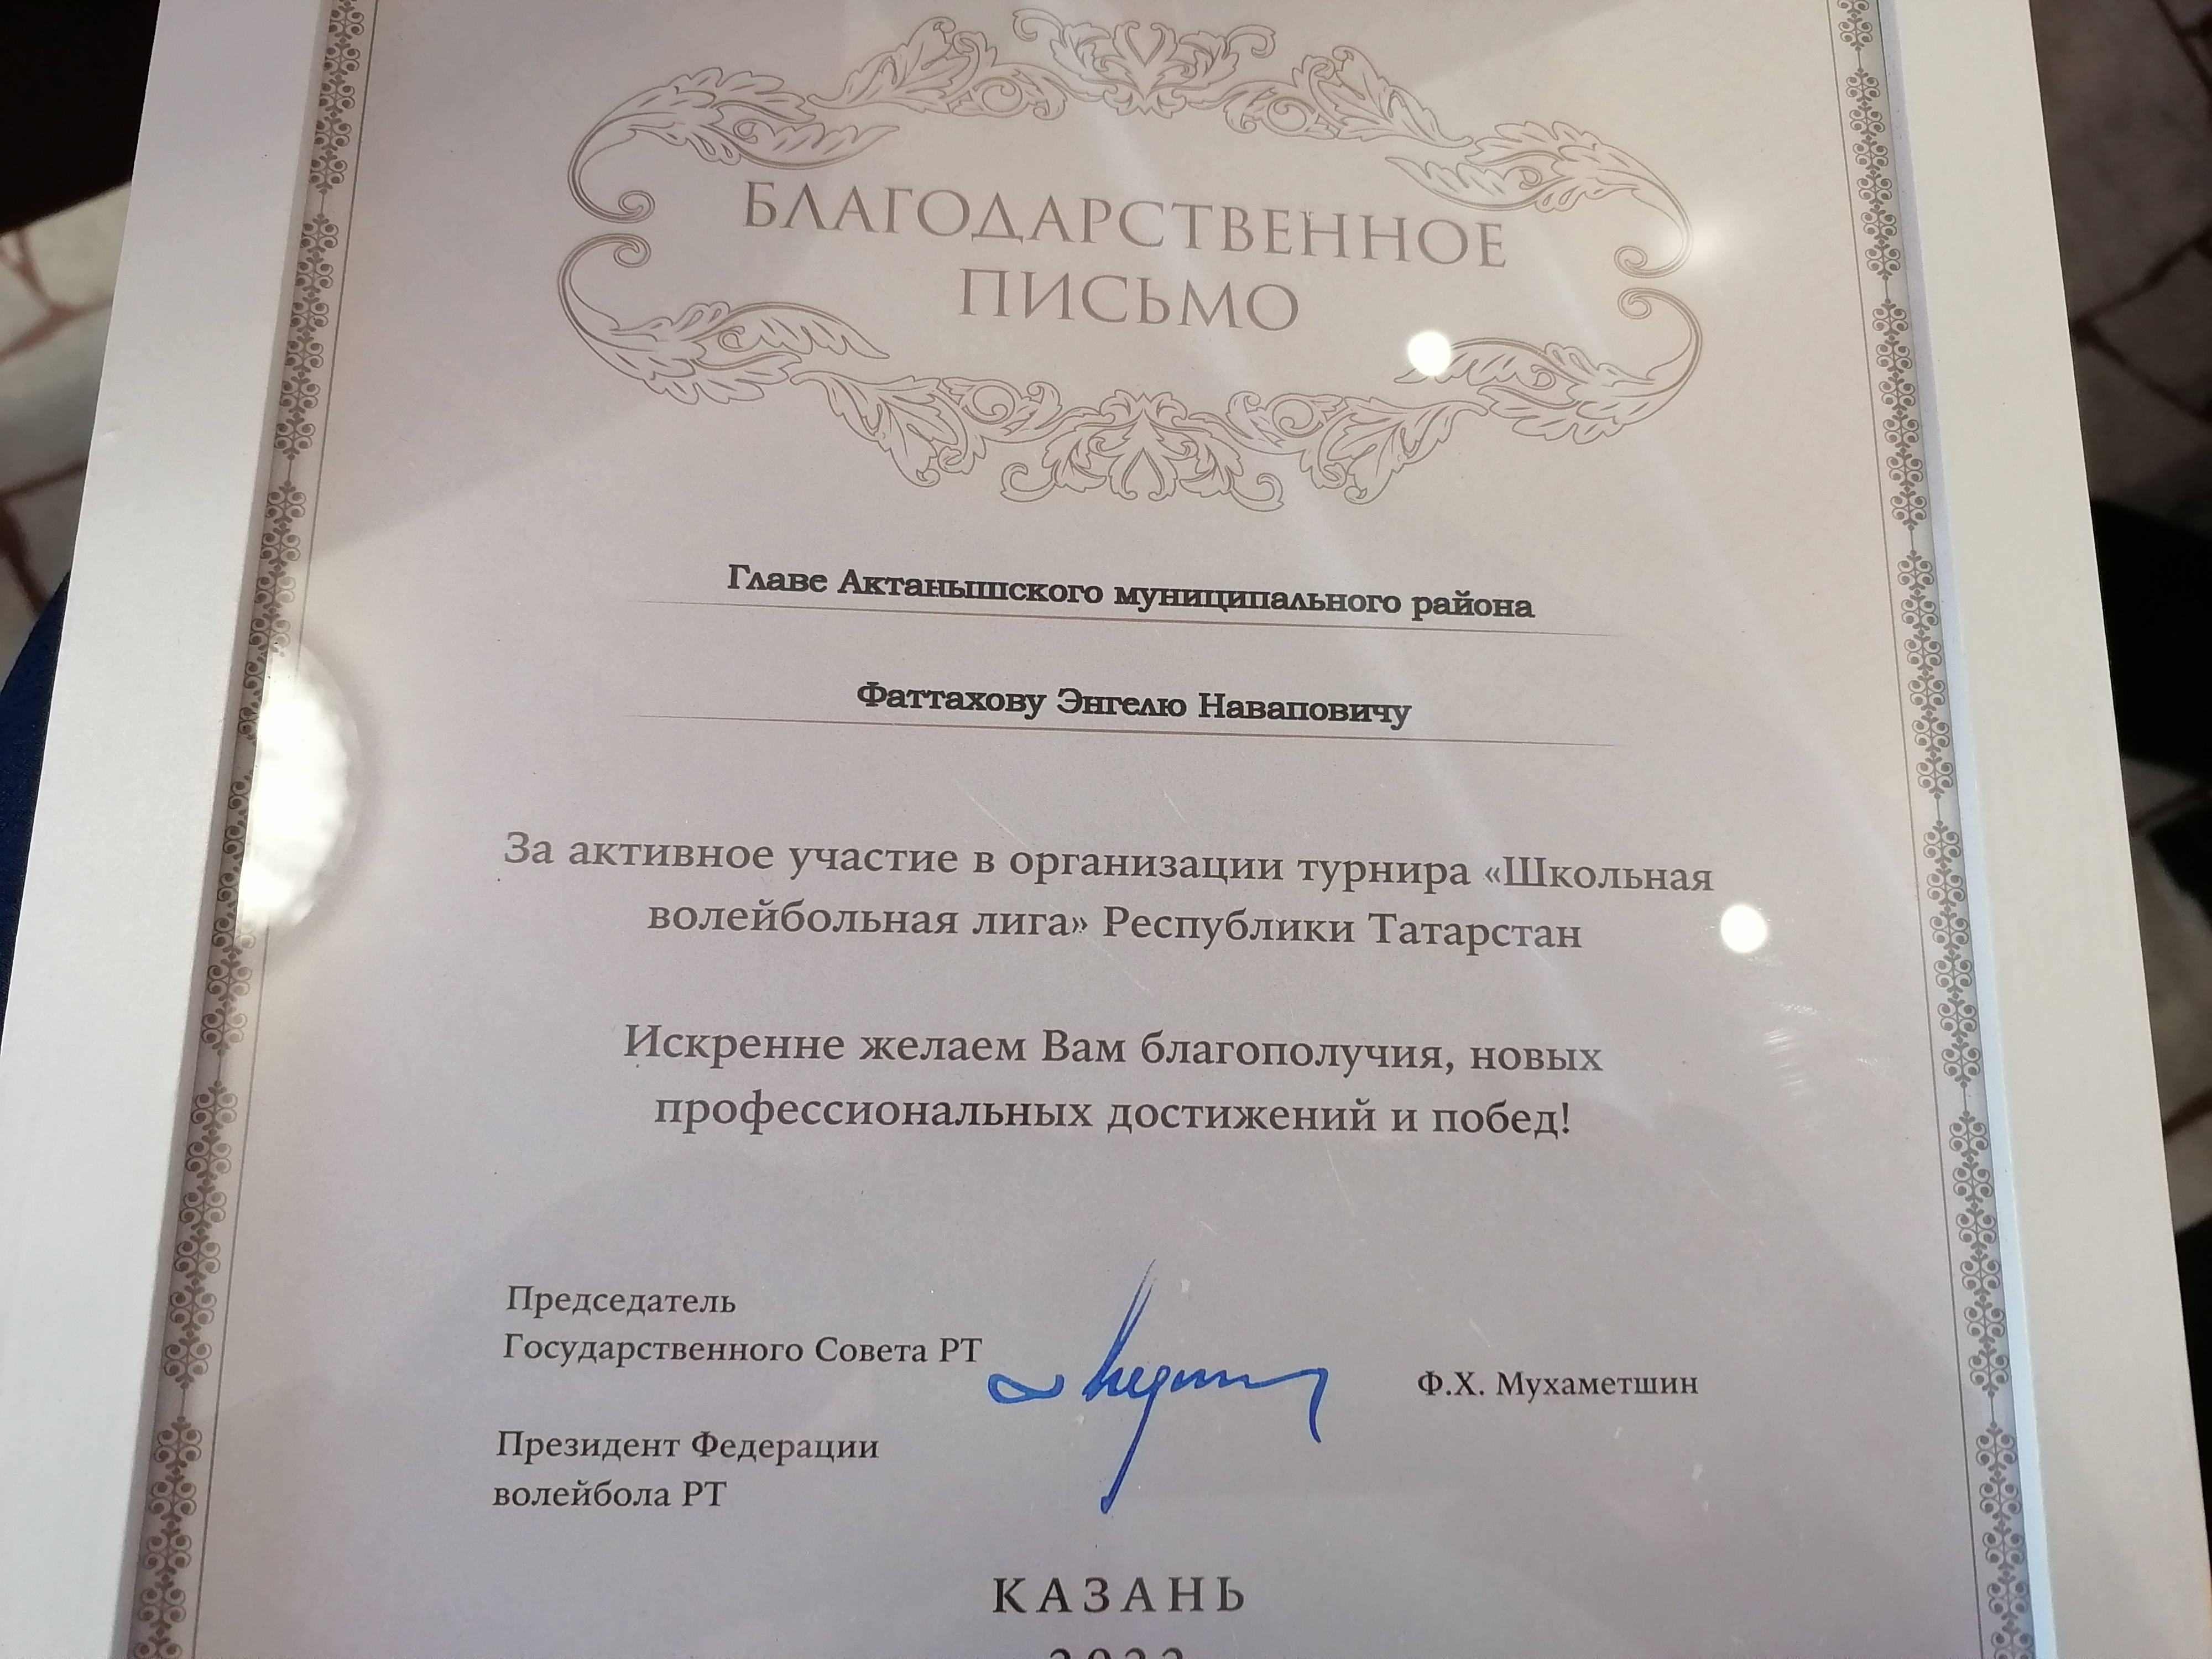 БЛАГОДАРСТВЕННОЕ
ПИСЬМО
Главе Актанышского муниципального района
Фаттахову Энгелю Наваповичу
За активное участие в организации турнира «Школьная
волейбольная лига» Республики Татарстан
Искренне желаем Вам благополучия, новых
профессиональных достижений и побед!
Председатель
Государственного Совета РТ
Ф.Х. Мухаметшин
Президент Федерации
волейбола РТ
КАЗАНЬ